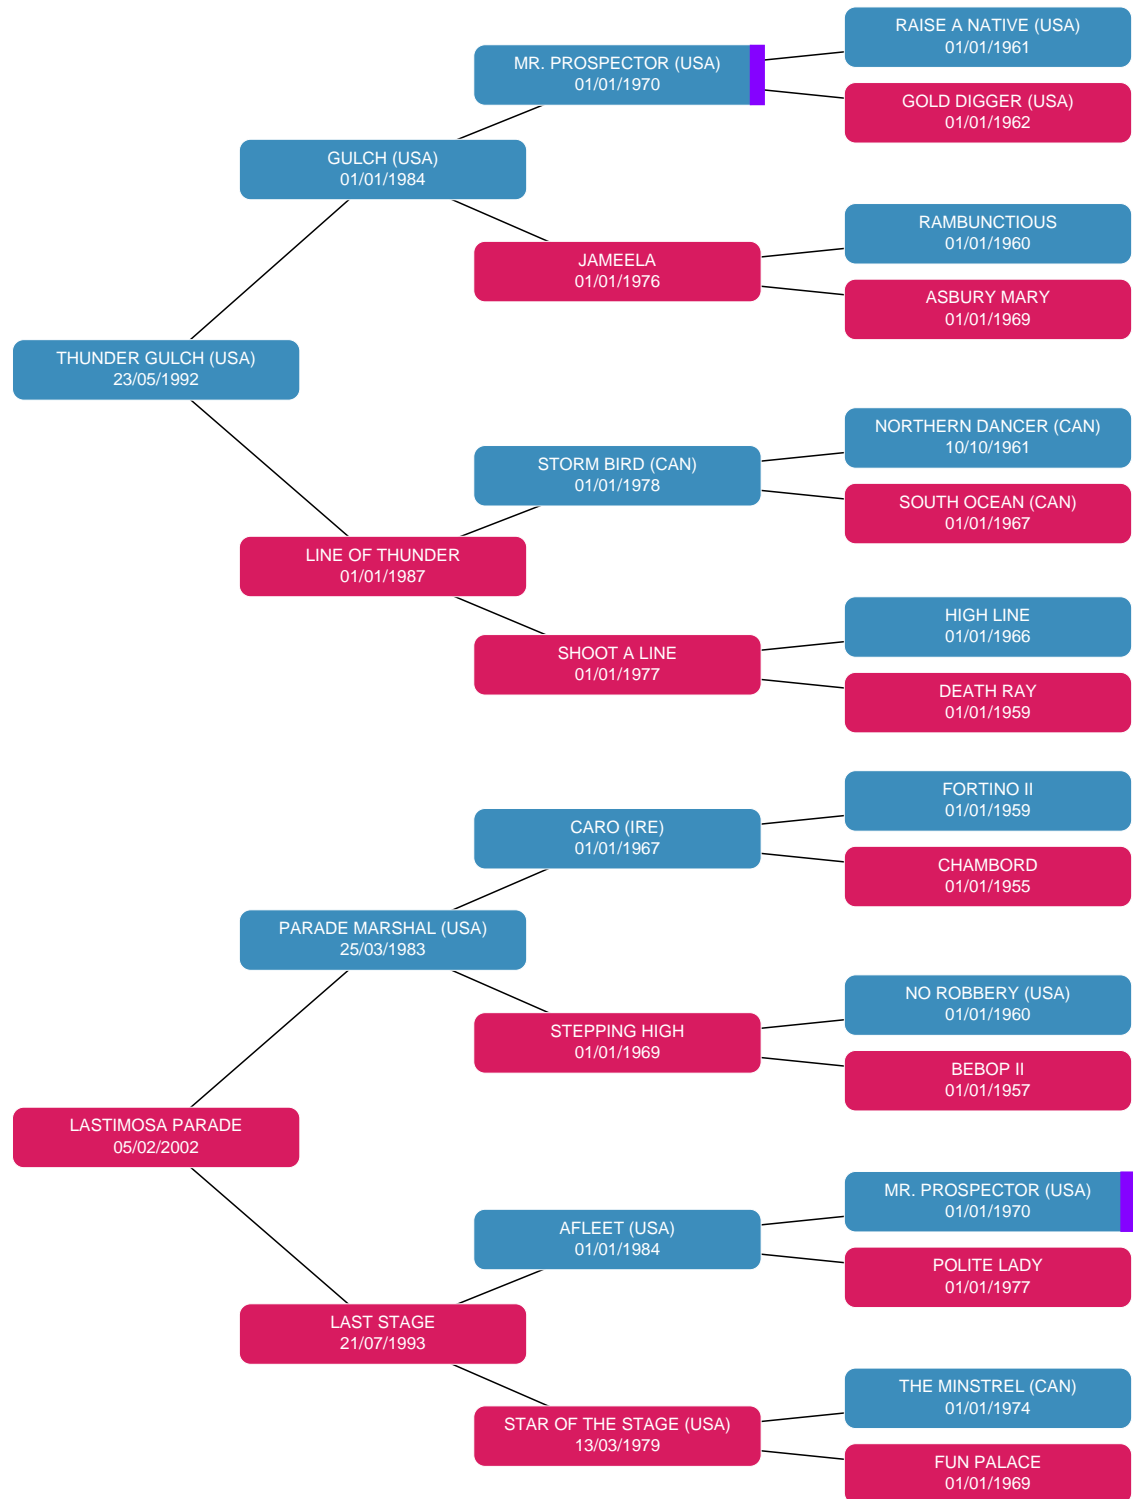 RAISE A NATIVE (USA)
01/01/1961
MR. PROSPECTOR (USA)
01/01/1970
GOLD DIGGER (USA)
01/01/1962
GULCH (USA)
01/01/1984
RAMBUNCTIOUS
01/01/1960
JAMEELA
01/01/1976
ASBURY MARY
01/01/1969
THUNDER GULCH (USA)
23/05/1992
NORTHERN DANCER (CAN)
10/10/1961
STORM BIRD (CAN)
01/01/1978
SOUTH OCEAN (CAN)
01/01/1967
LINE OF THUNDER
01/01/1987
HIGH LINE
01/01/1966
SHOOT A LINE
01/01/1977
DEATH RAY
01/01/1959
FORTINO II
01/01/1959
CARO (IRE)
01/01/1967
CHAMBORD
01/01/1955
PARADE MARSHAL (USA)
25/03/1983
NO ROBBERY (USA)
01/01/1960
STEPPING HIGH
01/01/1969
BEBOP II
01/01/1957
LASTIMOSA PARADE
05/02/2002
MR. PROSPECTOR (USA)
01/01/1970
AFLEET (USA)
01/01/1984
POLITE LADY
01/01/1977
LAST STAGE
21/07/1993
THE MINSTREL (CAN)
01/01/1974
STAR OF THE STAGE (USA)
13/03/1979
FUN PALACE
01/01/1969